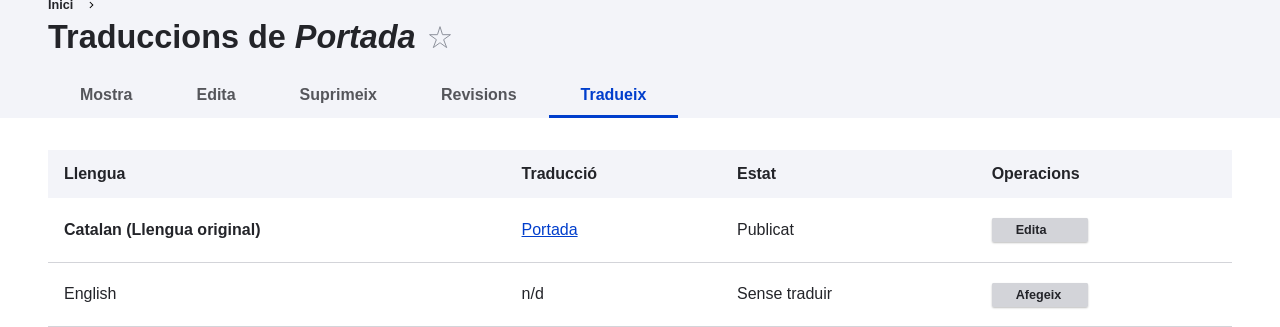 Inici
Traduccions de Portada
Mostra Edita Suprimeix Revisions Tradueix
Llengua Traducció Estat Operacions
Catalan (Llengua original) Portada Publicat Edita
English n/d Sense traduir Afegeix